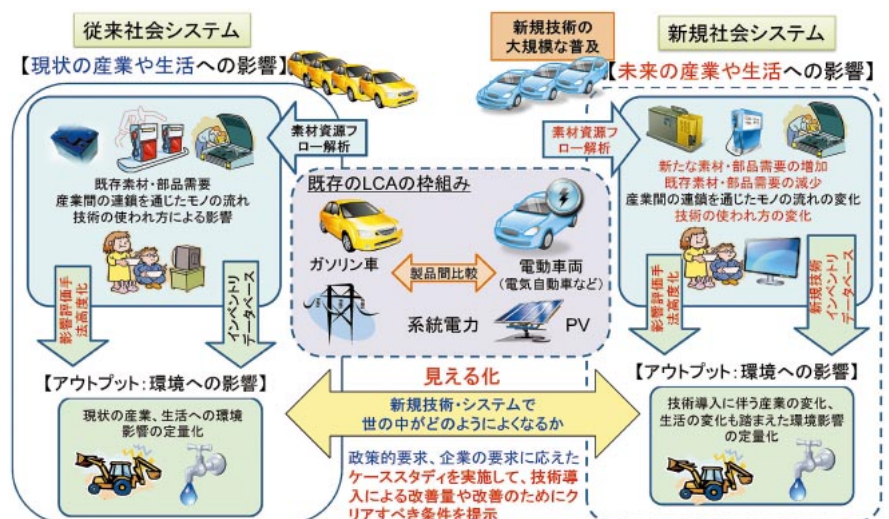 従来社会システム
【現状の産業や生活への影響】
新規技術の
大規模な普及
新規社会システム
【未来の産業や生活への影響】
素材資源フ
ロー解析
素材資源フ
ロー解析
既存素材・部品需要
産業間の連鎖を通じたモノの流れ
技術の使われ方による影響
既存のLCAの枠組み
ガソリン車
製品間比較
電動車両
(電気自動車など)
系統電力
PV
新たな素材・部品需要の増加
既存素材・部品需要の減少
産業間の連鎖を通じたモノの流れの変化
技術の使われ方の変化
影響評価手
法高度化
インベントリ
データベース
影響評価手
法高度化
新規技術
インベントリ
データベース
【アウトプット:環境への影響】
現状の産業、生活への環境
影響の定量化
見える化
新規技術・システムで
世の中がどのようによくなるか
政策的要求、企業の要求に応えた
ケーススタディを実施して、技術導
入による改善量や改善のためにク
リアすべき条件を提示
【アウトプット:環境への影響】
技術導入に伴う産業の変化、
生活の変化も踏まえた環境影響
の定量化